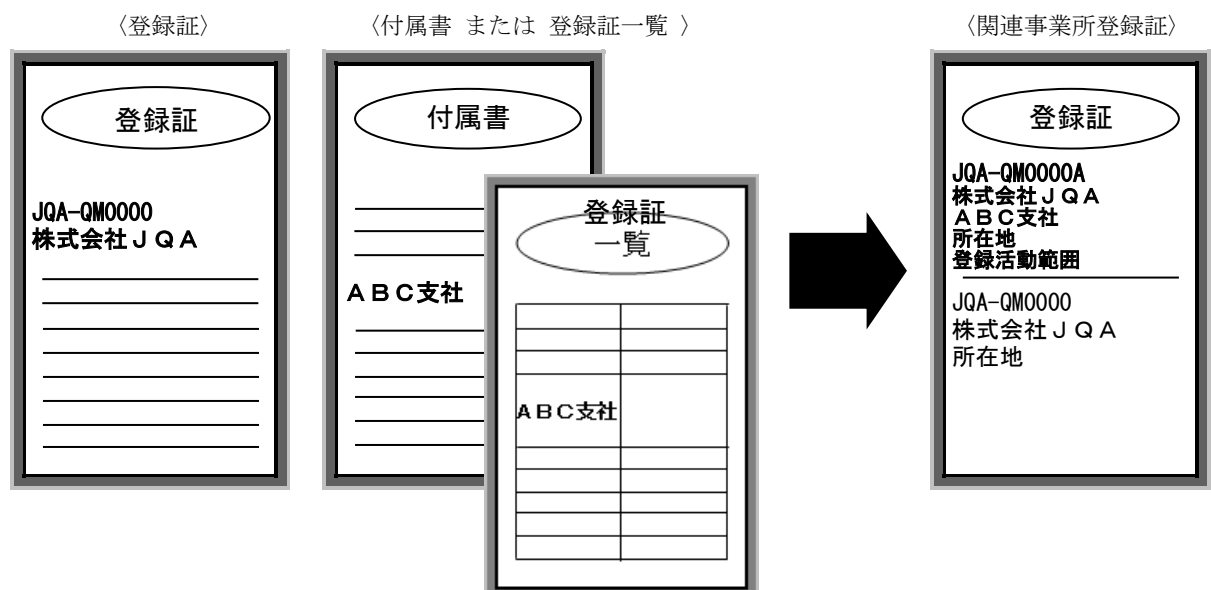 〈登録証〉
〈付属書 または 登録証一覧 〉
〈関連事業所登録証〉
登録証
JQA-QM0000
株式会社ＪＱＡ
付属書
ＡＢＣ支社
登録証
一覧
ＡＢＣ支社
登録証
JQA-QM0000A
株式会社ＪＱＡ
ＡＢＣ支社
所在地
登録活動範囲
JQA-QM0000
株式会社ＪＱＡ
所在地